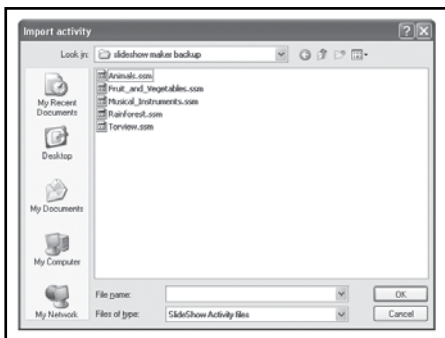 Import activity
Look in: slideshow maker backup
Animals.ssm
Fruit_and_Vegetables.ssm
Musical_Instruments.ssm
Rainforest.ssm
Torview.ssm
My Recent
Documents
Desktop
My Documents
My Computer
My Network
File name:
OK
Files of type: SlideShow Activity files
Cancel